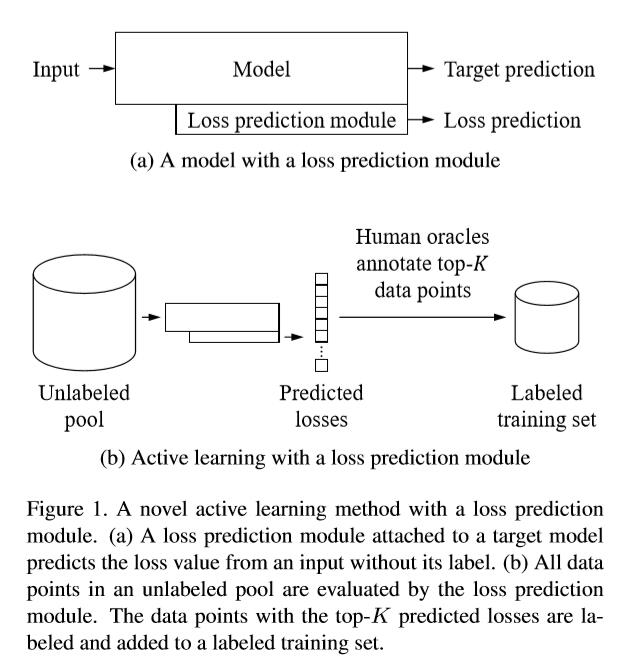 Input
Model
Target prediction
Loss prediction module
Loss prediction
(a) A model with a loss prediction module
Human oracles
annotate top-K
data points
Unlabeled
pool
Predicted
losses
Labeled
training set
(b) Active learning with a loss prediction module
Figure 1. A novel active learning method with a loss prediction
module. (a) A loss prediction module attached to a target model
predicts the loss value from an input without its label. (b) All data
points in an unlabeled pool are evaluated by the loss prediction
module. The data points with the top-K predicted losses are la-
beled and added to a labeled training set.